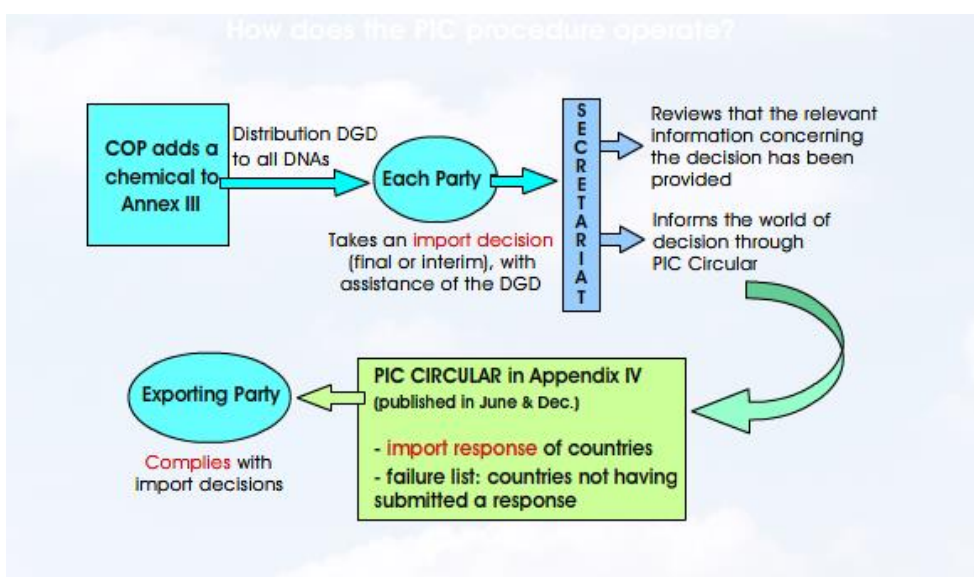 How does the PIC procedure operate?
COP adds a
chemical to
Annex III
Distribution DGD
to all DNAs
Each Party
Takes an import decision
(final or interim), with
assistance of the DGD
SECRETARIAT
Reviews that the relevant
information concerning
the decision has been
provided
Informs the world of
decision through
PIC Circular
PIC CIRCULAR in Appendix IV
(published in June & Dec.)
- import response of countries
- failure list: countries not having
submitted a response
Exporting Party
Complies with
import decisions